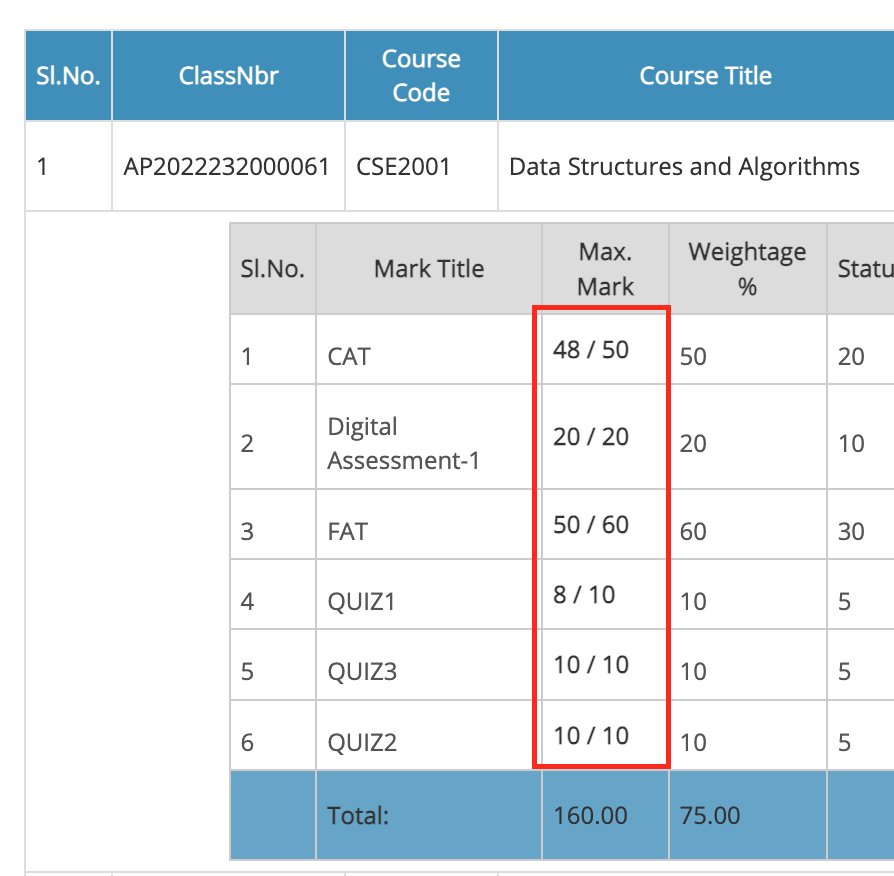 Sl.No. ClassNbr Course Code Course Title
1 AP2022232000061 CSE2001 Data Structures and Algorithms
Sl.No. Mark Title Max. Mark Weightage % Statu
1 CAT 48 / 50 50 20
2 Digital Assessment-1 20 / 20 20 10
3 FAT 50 / 60 60 30
4 QUIZ1 8 / 10 10 5
5 QUIZ3 10 / 10 10 5
6 QUIZ2 10 / 10 10 5
Total: 160.00 75.00